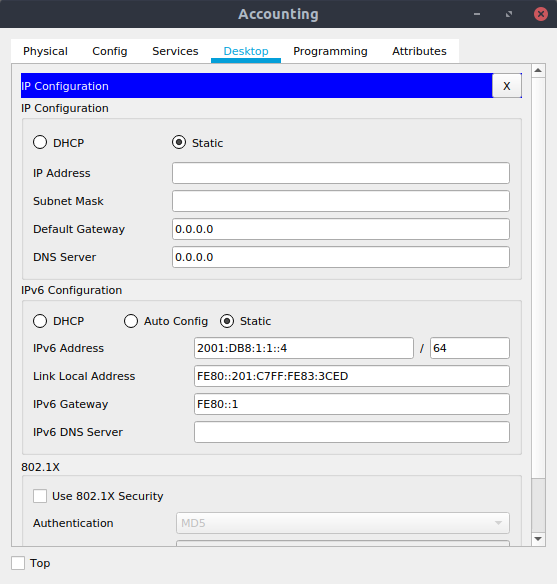 Accounting
Physical Config Services Desktop Programming Attributes
IP Configuration X
IP Configuration
DHCP Static
IP Address
Subnet Mask
Default Gateway 0.0.0.0
DNS Server 0.0.0.0
IPv6 Configuration
DHCP Auto Config Static
IPv6 Address 2001:DB8:1:1::4 / 64
Link Local Address FE80::201:C7FF:FE83:3CED
IPv6 Gateway FE80::1
IPv6 DNS Server
802.1X
Use 802.1X Security
Authentication MD5
Top